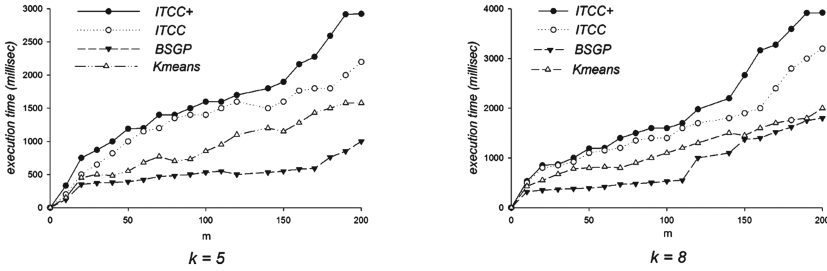 execution time (millisec)
3000
2500
2000
1500
1000
500
0
ITCC+
ITCC
BSGP
Kmeans
0 50 100 150 200
m
k = 5
execution time (millisec)
4000
3000
2000
1000
0
ITCC+
ITCC
BSGP
Kmeans
0 50 100 150 200
m
k = 8